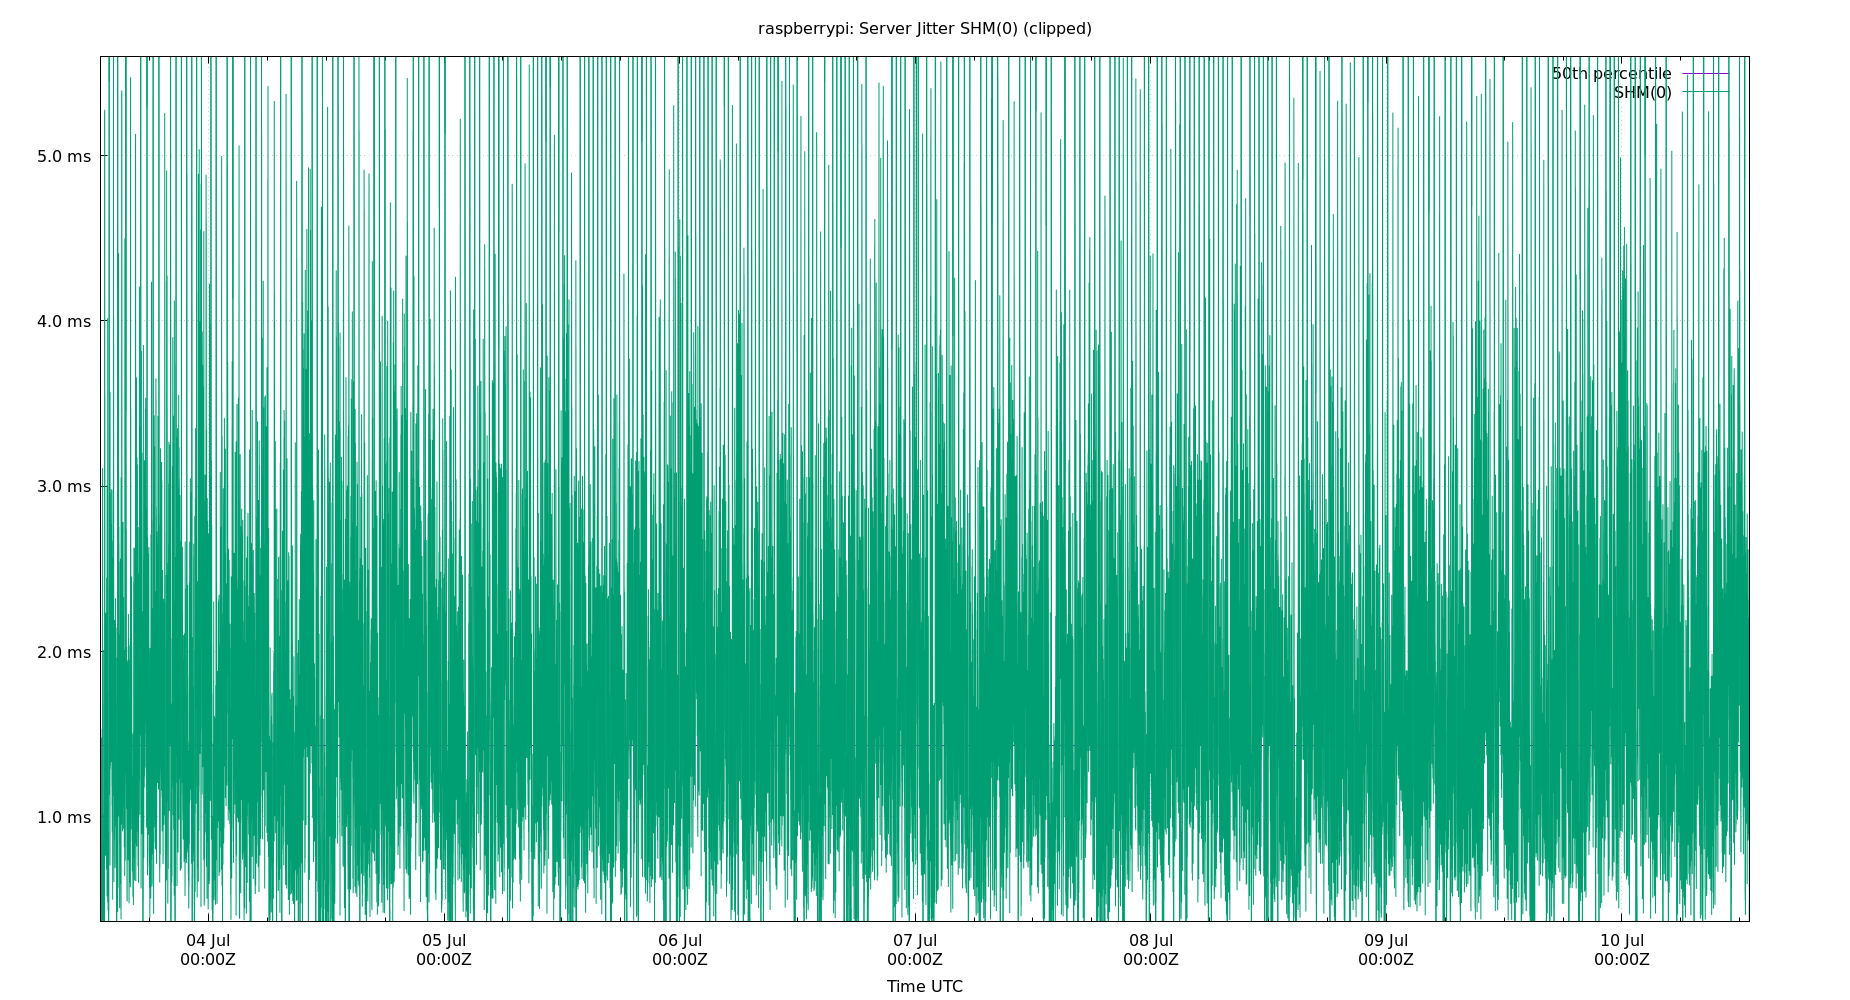 raspberrypi: Server Jitter SHM(0) (clipped)
50th percentile
SHM(0)
5.0 ms
4.0 ms
3.0 ms
2.0 ms
1.0 ms
04 Jul 05 Jul 06 Jul 07 Jul 08 Jul 09 Jul 10 Jul
00:00Z 00:00Z 00:00Z 00:00Z 00:00Z 00:00Z 00:00Z
Time UTC